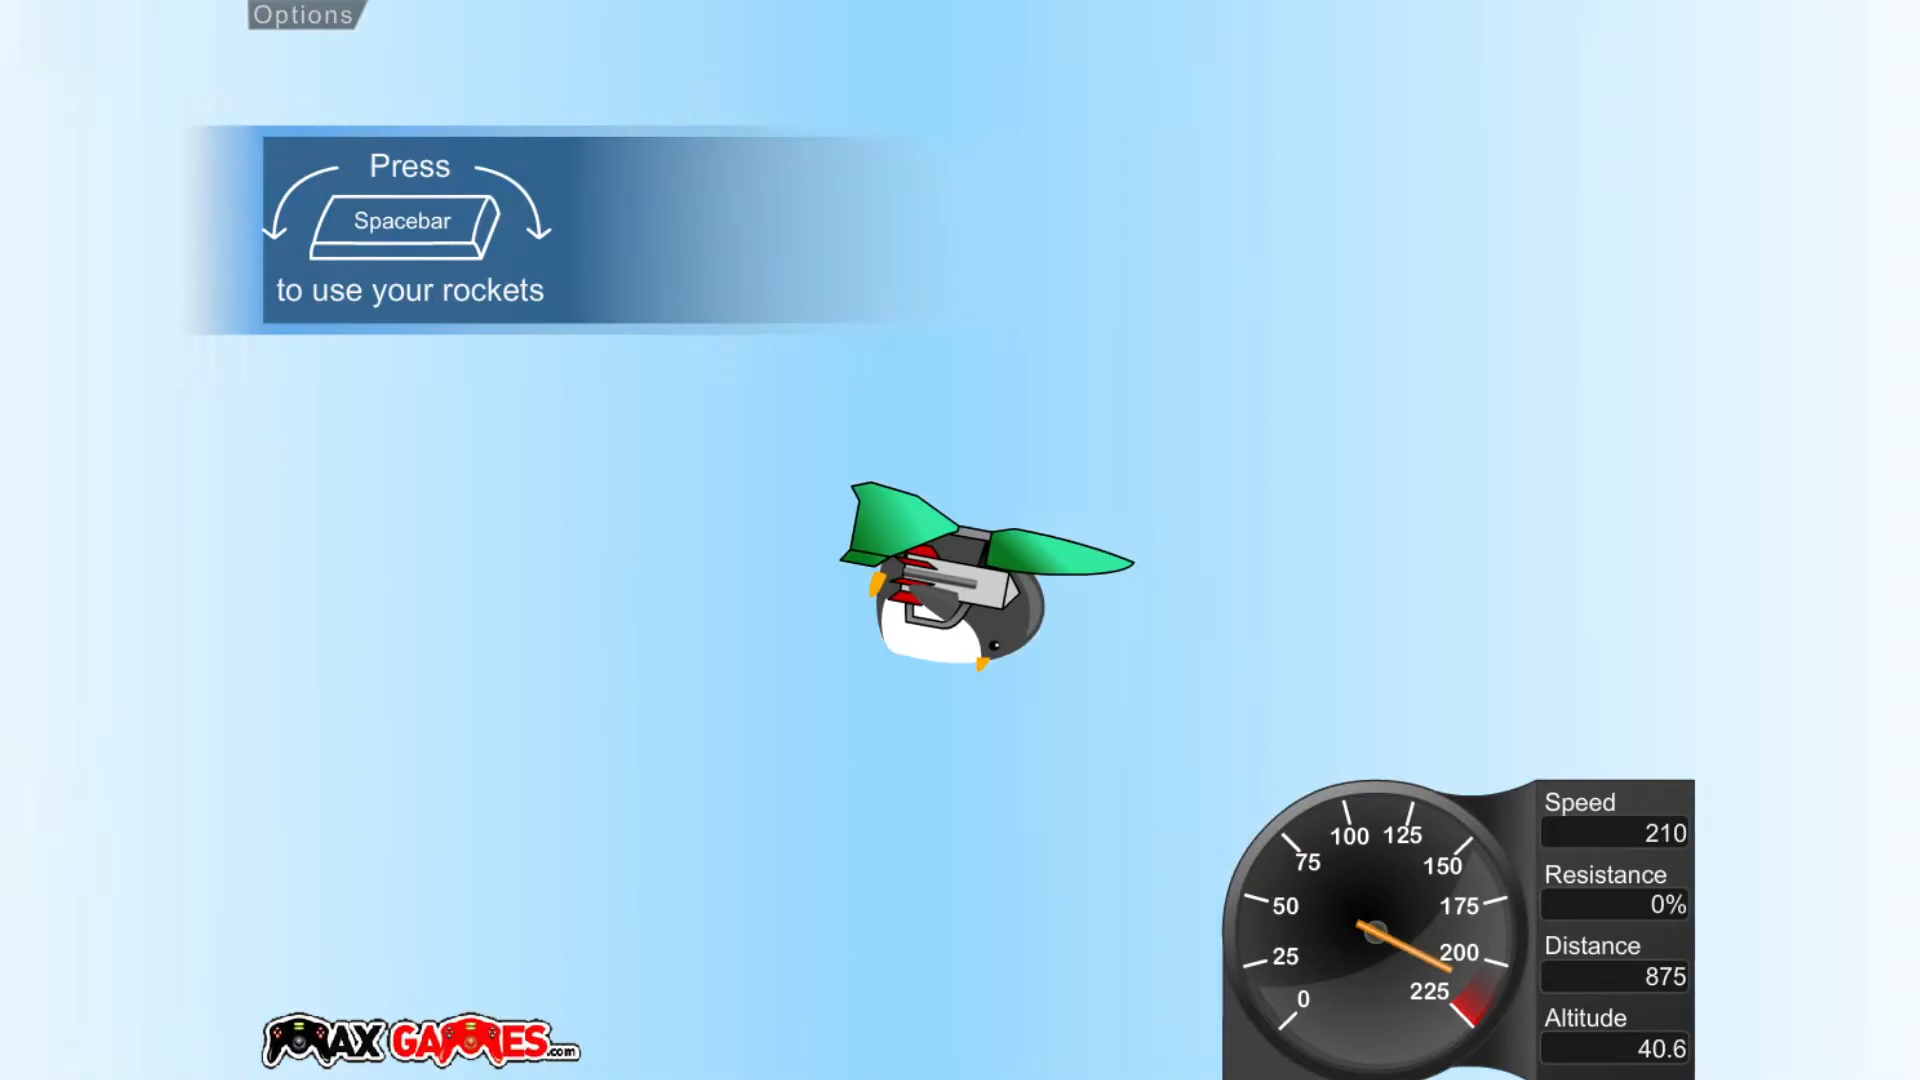 Options
Press
Spacebar
to use your rockets
Speed
210
Resistance
0%
Distance
875
Altitude
40.6
0
25
50
75
100
125
150
175
200
225
MAX GAMES.com